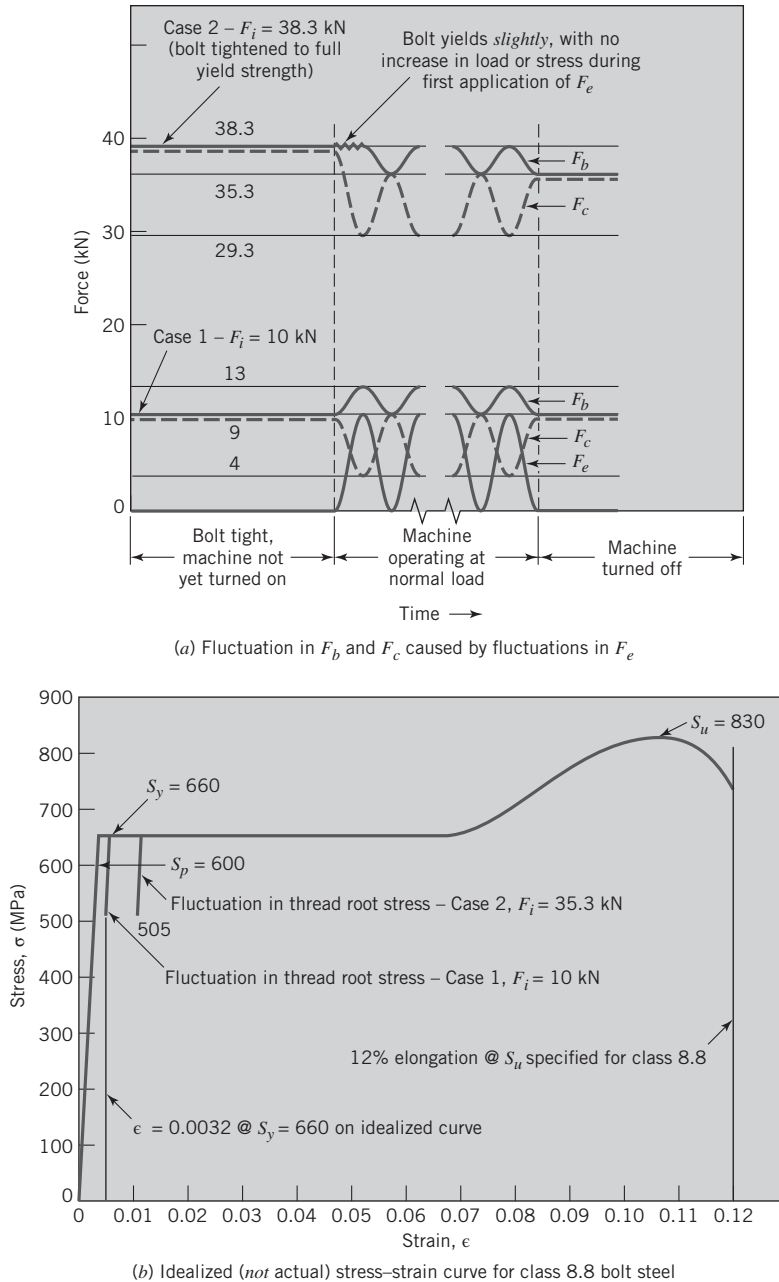 Case 2 – F_i = 38.3 kN
(bolt tightened to full
yield strength)
Bolt yields slightly, with no
increase in load or stress during
first application of F_e
40
30
20
10
0
Force (kN)
38.3
35.3
29.3
F_b
F_c
Case 1 – F_i = 10 kN
13
9
4
F_b
F_c
F_e
Bolt tight,
machine not
yet turned on
Machine
operating at
normal load
Machine
turned off
Time
(a) Fluctuation in F_b and F_c caused by fluctuations in F_e
900
800
700
600
500
400
300
200
100
0
Stress, σ (MPa)
S_u = 830
S_y = 660
S_p = 600
Fluctuation in thread root stress – Case 2, F_i = 35.3 kN
505
Fluctuation in thread root stress – Case 1, F_i = 10 kN
12% elongation @ S_u specified for class 8.8
ϵ = 0.0032 @ S_y = 660 on idealized curve
0 0.01 0.02 0.03 0.04 0.05 0.06 0.07 0.08 0.09 0.10 0.11 0.12
Strain, ϵ
(b) Idealized (not actual) stress–strain curve for class 8.8 bolt steel